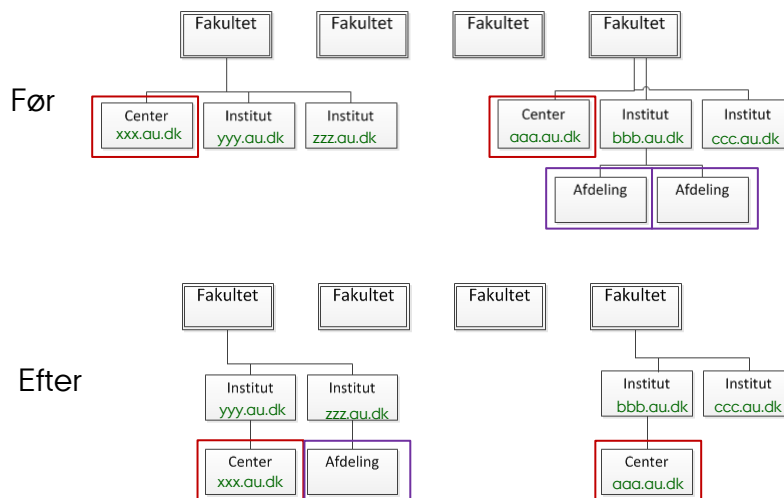 Fakultet Fakultet Fakultet Fakultet
Før
Center Institut Institut Center Institut Institut
xxx.au.dk yyy.au.dk zzz.au.dk aaa.au.dk bbb.au.dk ccc.au.dk
Afdeling Afdeling
Fakultet Fakultet Fakultet Fakultet
Efter
Institut Institut Institut Institut
yyy.au.dk zzz.au.dk bbb.au.dk ccc.au.dk
Center Afdeling Center
xxx.au.dk aaa.au.dk